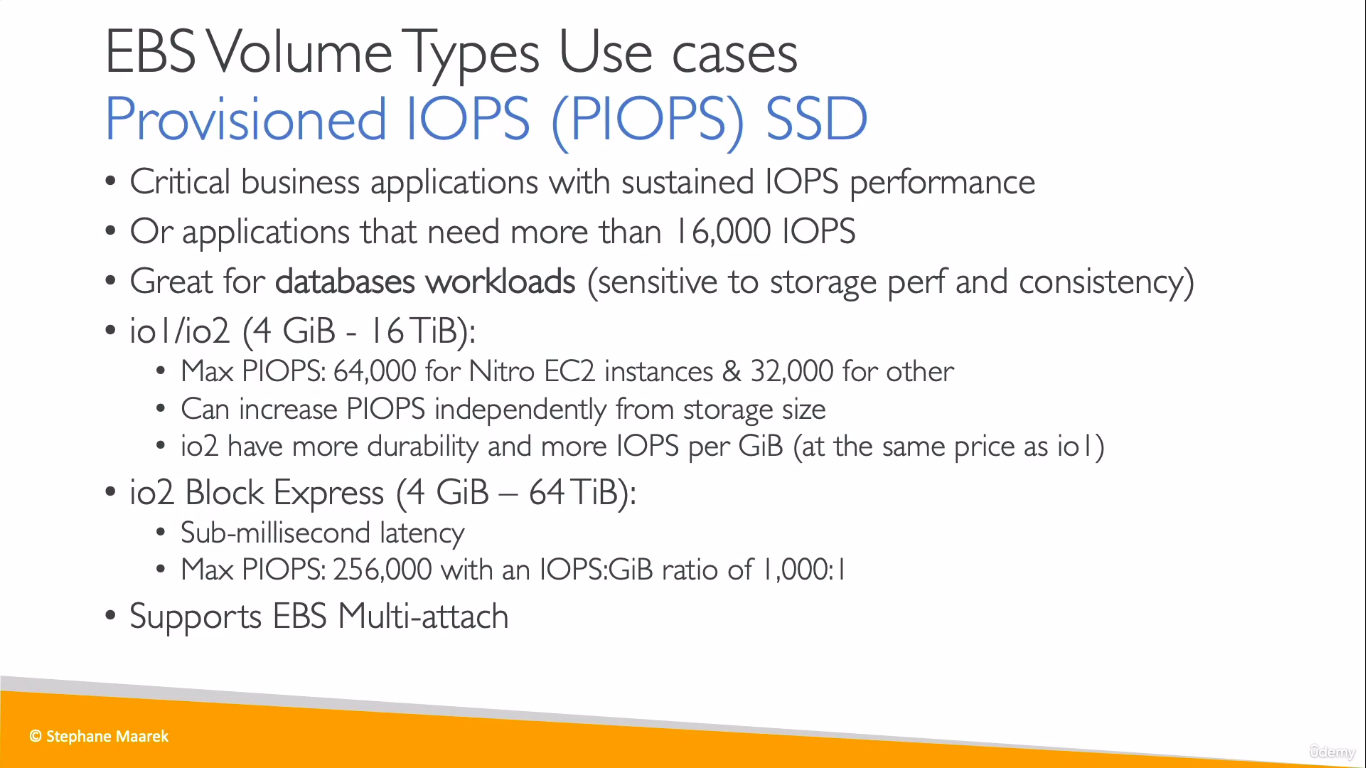 EBS Volume Types Use cases
Provisioned IOPS (PIOPS) SSD
• Critical business applications with sustained IOPS performance
• Or applications that need more than 16,000 IOPS
• Great for databases workloads (sensitive to storage perf and consistency)
• io1/io2 (4 GiB - 16 TiB):
• Max PIOPS: 64,000 for Nitro EC2 instances & 32,000 for other
• Can increase PIOPS independently from storage size
• io2 have more durability and more IOPS per GiB (at the same price as io1)
• io2 Block Express (4 GiB – 64 TiB):
• Sub-millisecond latency
• Max PIOPS: 256,000 with an IOPS:GiB ratio of 1,000:1
• Supports EBS Multi-attach
© Stephane Maarek
ûdemy